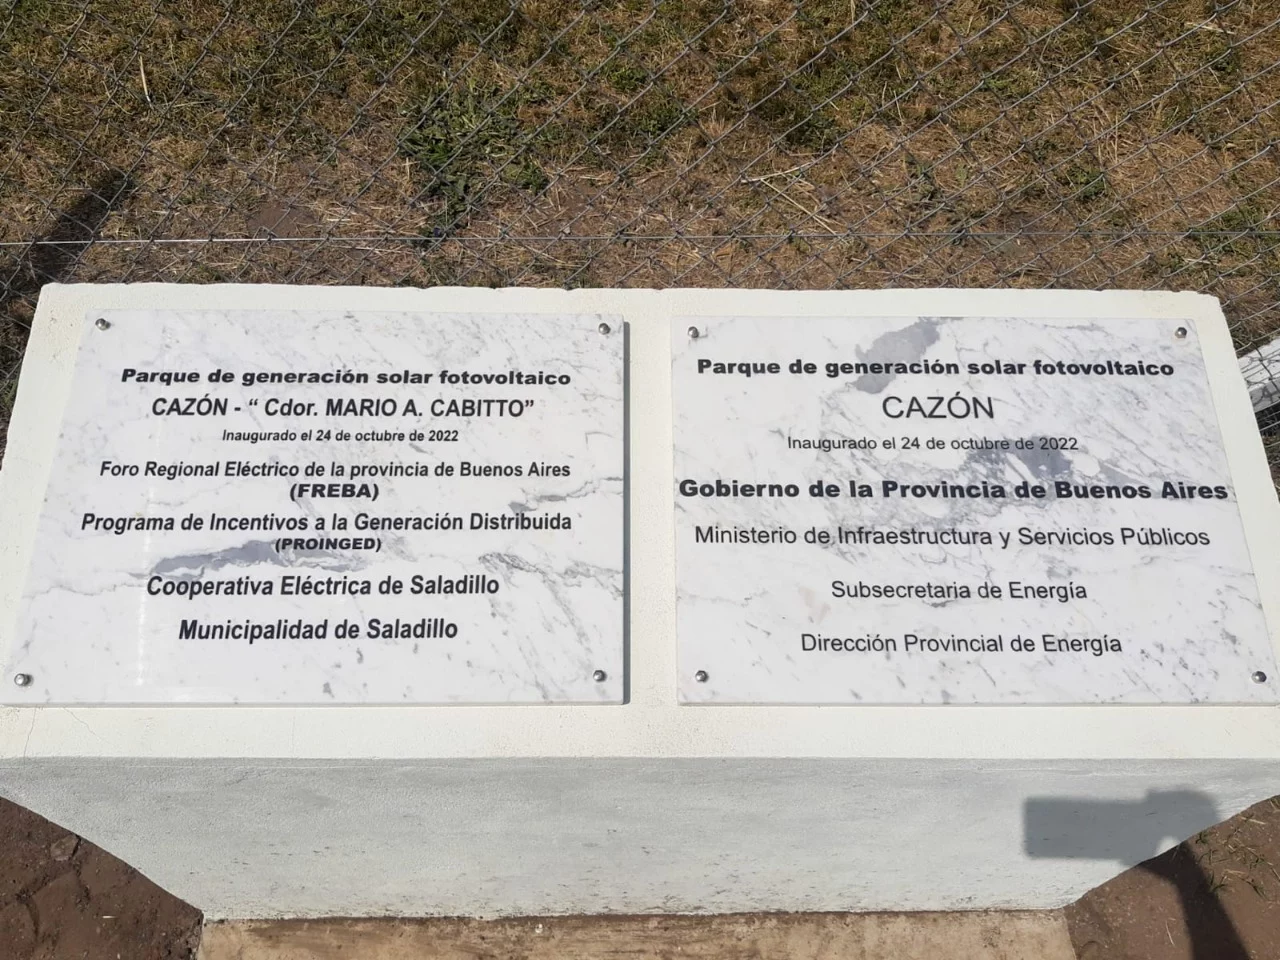 Parque de generación solar fotovoltaico
CAZÓN - “ Cdor. MARIO A. CABITTO”
Inaugurado el 24 de octubre de 2022
Foro Regional Eléctrico de la provincia de Buenos Aires
(FREBA)
Programa de Incentivos a la Generación Distribuida
(PROINGED)
Cooperativa Eléctrica de Saladillo
Municipalidad de Saladillo
Parque de generación solar fotovoltaico
CAZÓN
Inaugurado el 24 de octubre de 2022
Gobierno de la Provincia de Buenos Aires
Ministerio de Infraestructura y Servicios Públicos
Subsecretaria de Energía
Dirección Provincial de Energía